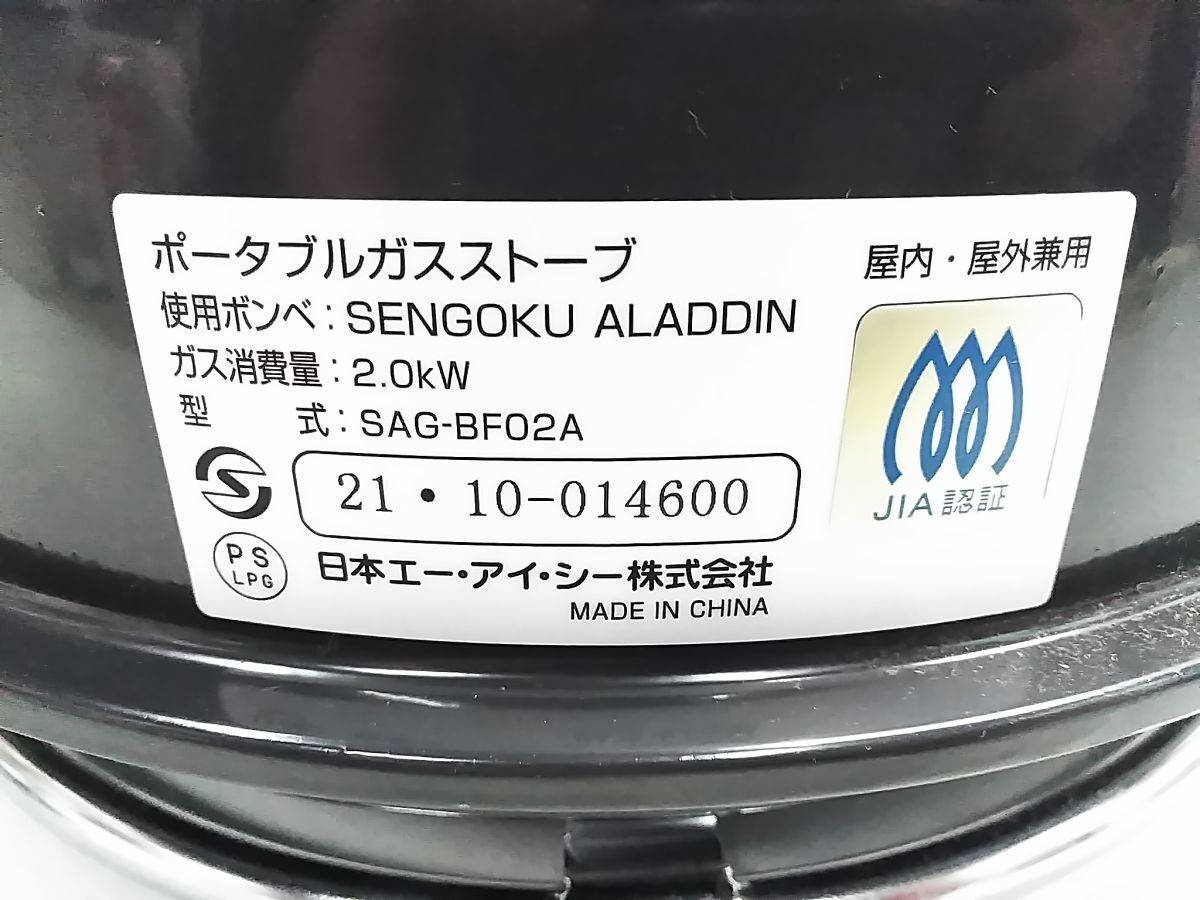 ポータブルガスストーブ
屋内・屋外兼用
使用ボンベ：SENGOKU ALADDIN
ガス消費量：2.0kW
型　　式：SAG-BF02A
21・10-014600
JIA 認証
PS
LPG
日本エー・アイ・シー株式会社
MADE IN CHINA